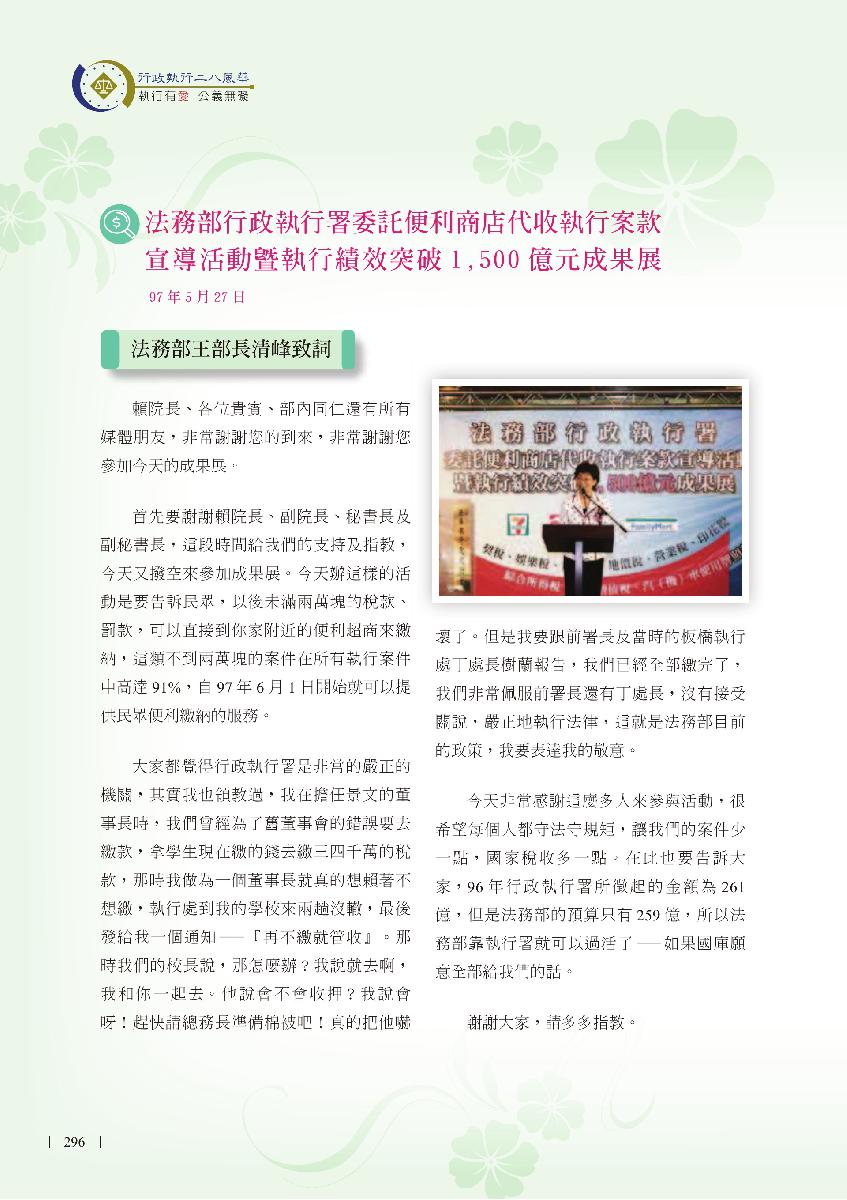 行政執行二八風華
執行有愛 公義無礙
法務部行政執行署委託便利商店代收執行案款
宣導活動暨執行績效突破 1,500 億元成果展
97 年 5 月 27 日
法務部王部長清峰致詞
賴院長、各位貴賓、部內同仁還有所有
媒體朋友，非常謝謝您的到來，非常謝謝您
參加今天的成果展。
首先要謝謝賴院長、副院長、秘書長及
副秘書長，這段時間給我們的支持及指教，
今天又撥空來參加成果展。今天辦這樣的活
動是要告訴民眾，以後未滿兩萬塊的稅款、
罰款，可以直接到你家附近的便利超商來繳
納，這類不到兩萬塊的案件在所有執行案件
中高達 91%，自 97 年 6 月 1 日開始就可以提
供民眾便利繳納的服務。
大家都覺得行政執行署是非常的嚴正的
機關，其實我也領教過，我在擔任景文的董
事長時，我們曾經為了舊董事會的錯誤要去
繳款，拿學生現在繳的錢去繳三四千萬的稅
款，那時我做為一個董事長就真的想賴著不
想繳，執行處到我的學校來兩趟沒轍，最後
發給我一個通知——『再不繳就管收』。那
時我們的校長說，那怎麼辦？我說就去啊，
我和你一起去。他說會不會收押？我說會
呀！趕快請總務長準備棉被吧！真的把他嚇
法務部行政執行署
委託便利商店代收執行案款宣導活動
暨執行績效突破1,500億元成果展
FamilyMart
契稅、娛樂稅、
地價稅、營業稅、印花稅
綜合所得稅
壞了。但是我要跟前署長及當時的板橋執行
處丁處長樹蘭報告，我們已經全部繳完了，
我們非常佩服前署長還有丁處長，沒有接受
關說，嚴正地執行法律，這就是法務部目前
的政策，我要表達我的敬意。
今天非常感謝這麼多人來參與活動，很
希望每個人都守法守規矩，讓我們的案件少
一點，國家稅收多一點。在此也要告訴大
家，96 年行政執行署所徵起的金額為 261
億，但是法務部的預算只有 259 億，所以法
務部靠執行署就可以過活了——如果國庫願
意全部給我們的話。
謝謝大家，請多多指教。
296